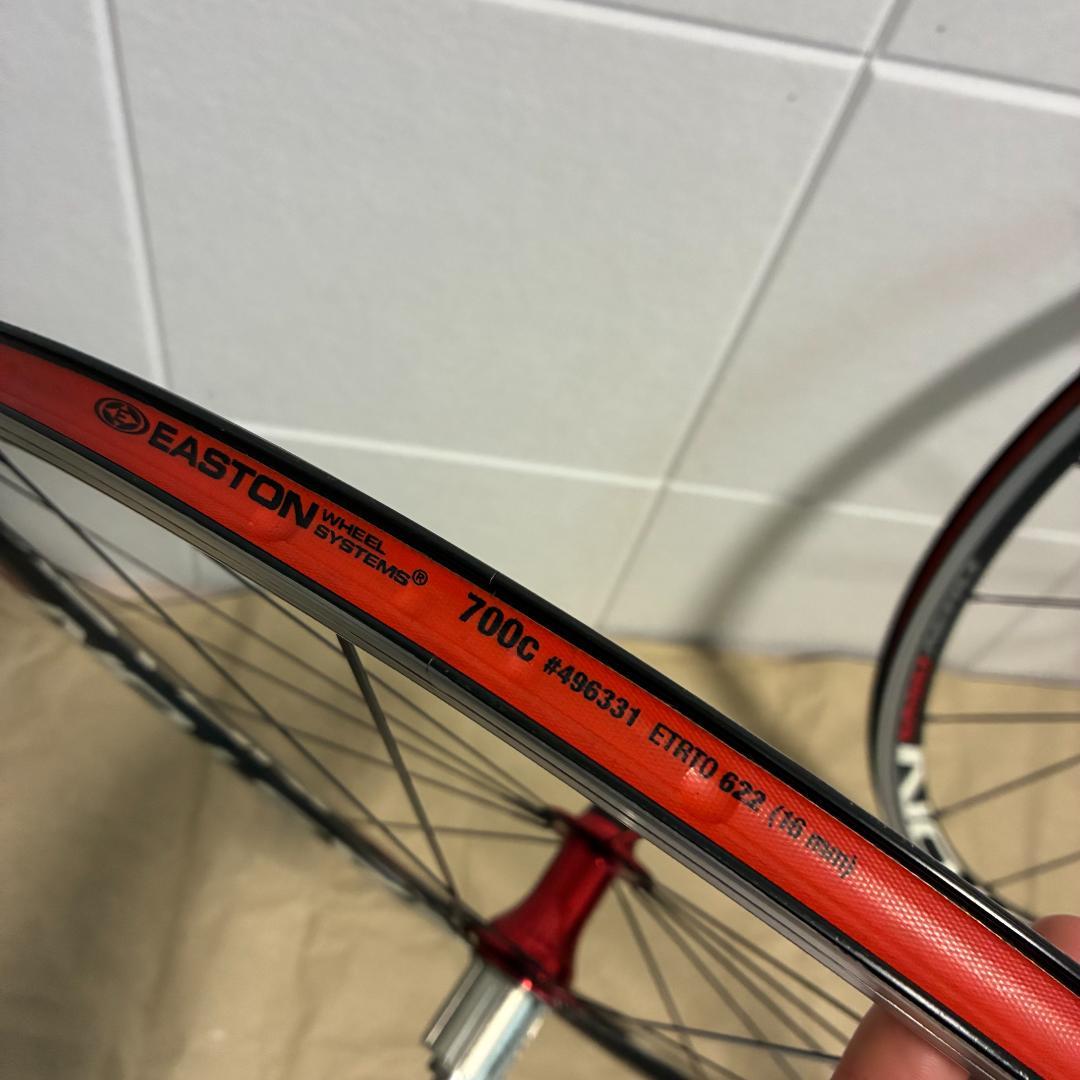 EASTON WHEEL SYSTEMS®
700c #496331 ETRTO 622 (16 mm)